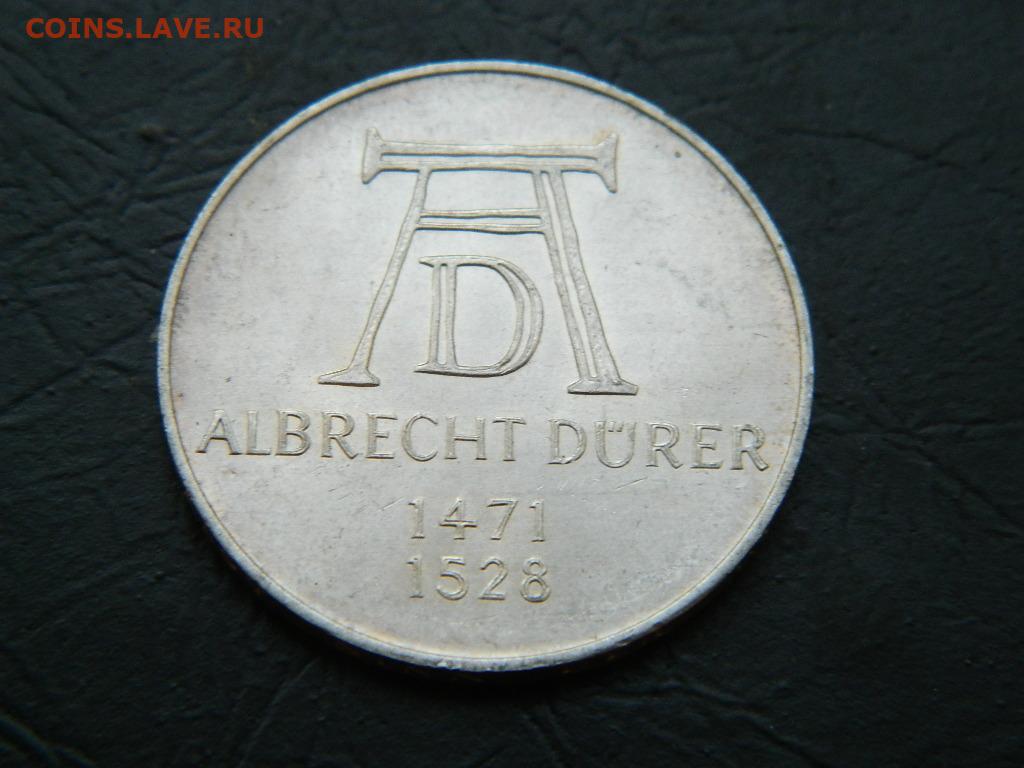 COINS.LAVE.RU
AD
ALBRECHT DÜRER
1471
1528